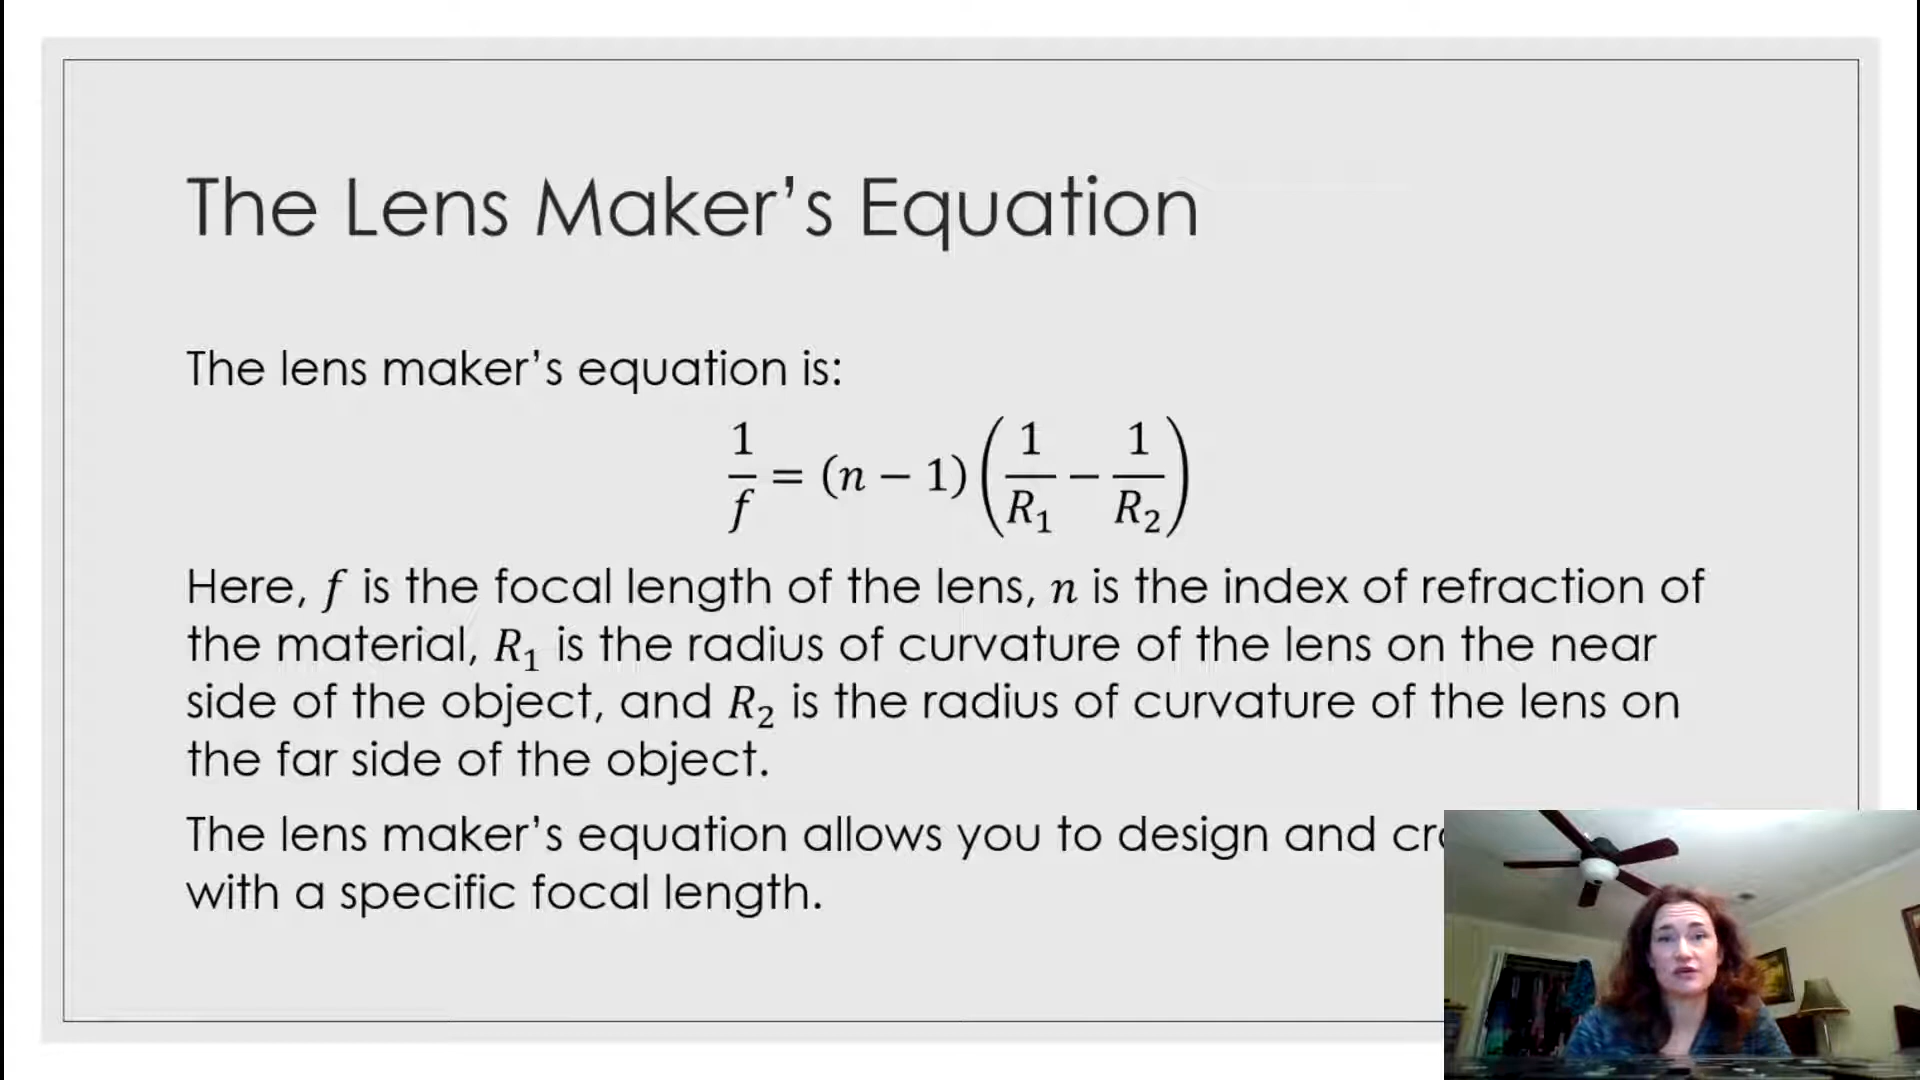 The Lens Maker's Equation
The lens maker's equation is:
1/f = (n − 1)(1/R₁ − 1/R₂)
Here, f is the focal length of the lens, n is the index of refraction of
the material, R₁ is the radius of curvature of the lens on the near
side of the object, and R₂ is the radius of curvature of the lens on
the far side of the object.
The lens maker's equation allows you to design and
with a specific focal length.